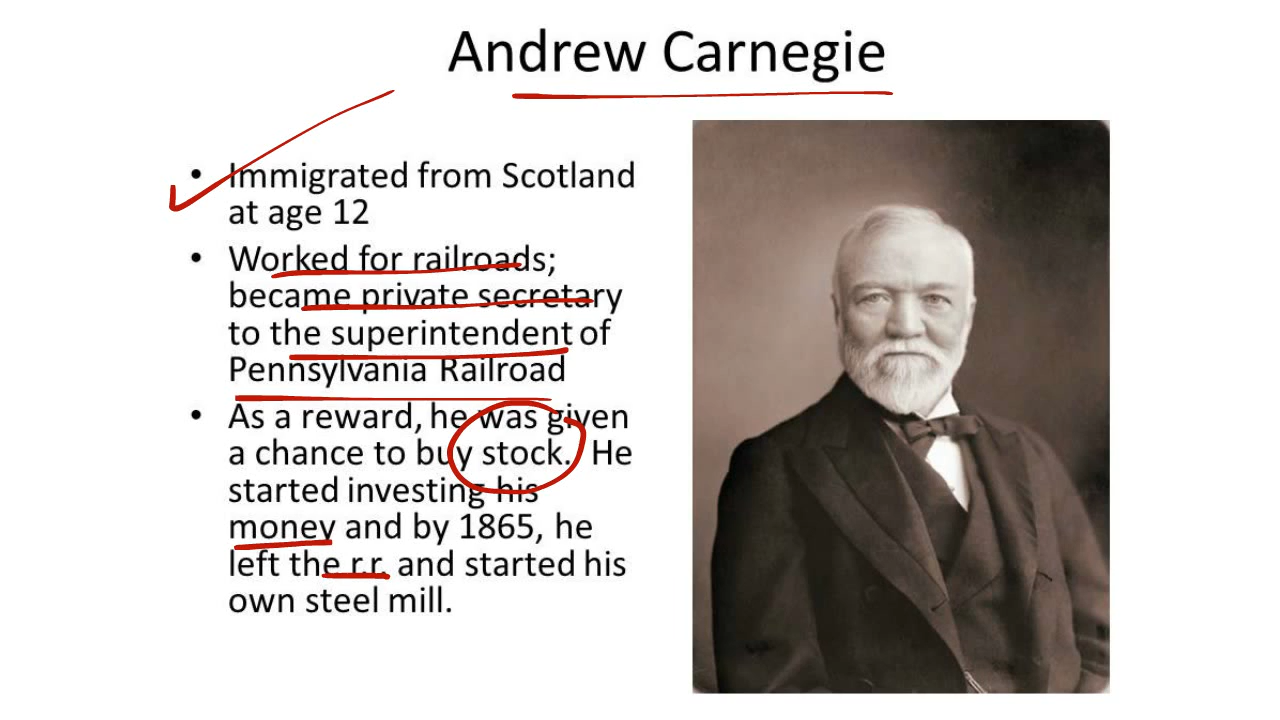 Andrew Carnegie
• Immigrated from Scotland
at age 12
• Worked for railroads;
became private secretary
to the superintendent of
Pennsylvania Railroad
• As a reward, he was given
a chance to buy stock. He
started investing his
money and by 1865, he
left the r.r. and started his
own steel mill.